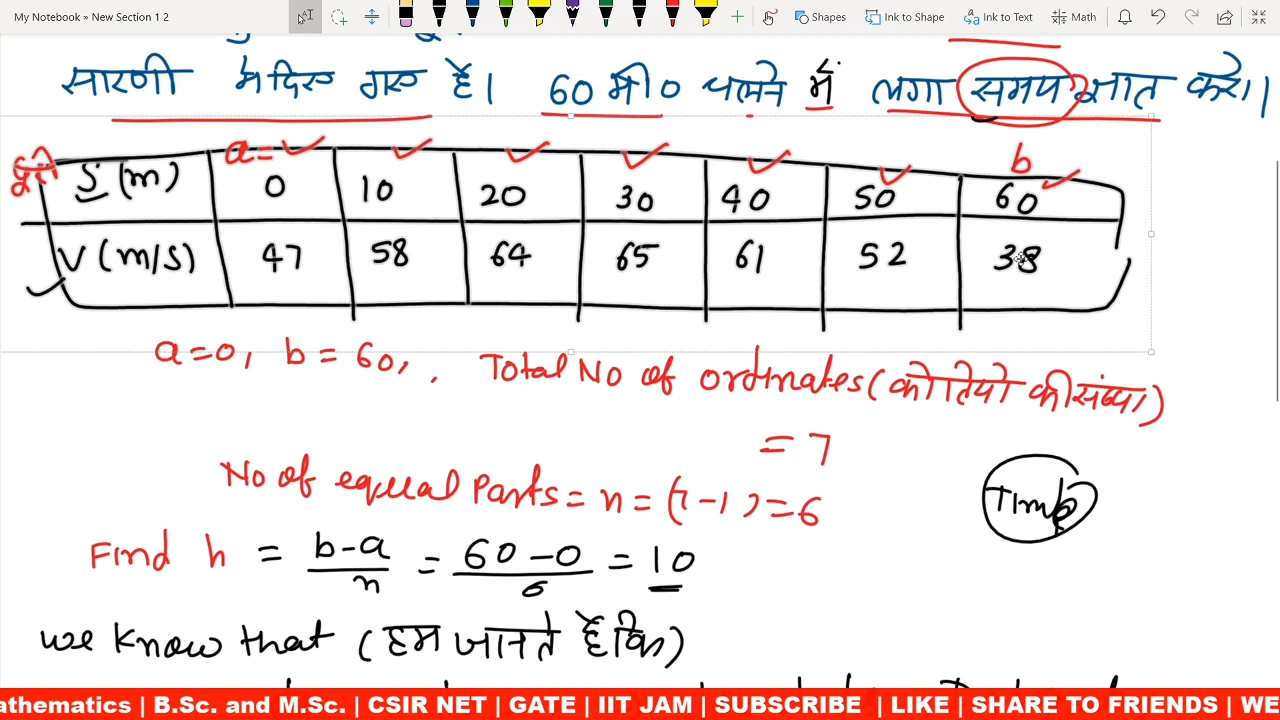 My Notebook » New Section 1 2
Shapes Ink to Shape Ink to Text Math
सारणी में दिए गए हैं। 60 मी0 चलने में लगा समय ज्ञात करे।
a= b
दूरी S (m) 0 10 20 30 40 50 60
V (m/s) 47 58 64 65 61 52 38
a=0, b = 60, , Total No of ordinates (कोटियो की संख्या)
= 7
No of equal Parts = n = (7-1) = 6
Time
Find h = b-a/n = 60-0/6 = 10
we know that (हम जानते हैं कि)
athematics | B.Sc. and M.Sc. | CSIR NET | GATE | IIT JAM | SUBSCRIBE | LIKE | SHARE TO FRIENDS | WE